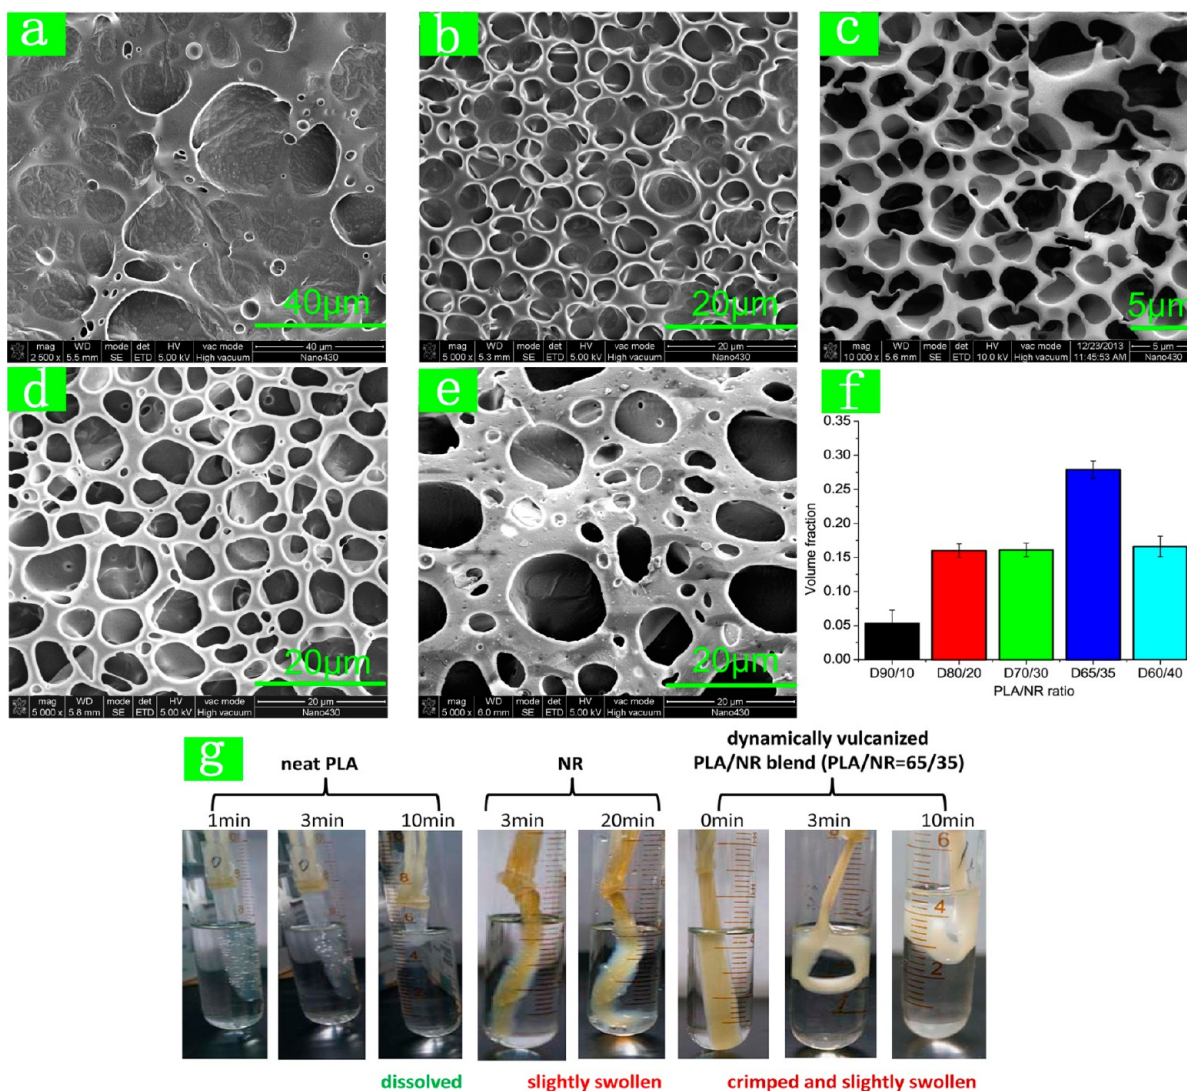 a
40µm
mag WD mode det HV vac mode 40 µm
2 500 x 5.5 mm SE ETD 5.00 kV High vacuum Nano430
b
20µm
mag WD mode det HV vac mode 20 µm
5 000 x 5.3 mm SE ETD 5.00 kV High vacuum Nano430
c
5µm
mag WD mode det HV vac mode 12/23/2013 5 µm
10 000 x 5.6 mm SE ETD 10.0 kV High vacuum 11:45:53 AM Nano430
d
20µm
mag WD mode det HV vac mode 20 µm
5 000 x 5.8 mm SE ETD 5.00 kV High vacuum Nano430
e
20µm
mag WD mode det HV vac mode 20 µm
5 000 x 6.0 mm SE ETD 5.00 kV High vacuum Nano430
f
Volume fraction
0.35
0.30
0.25
0.20
0.15
0.10
0.05
0.00
D90/10 D80/20 D70/30 D65/35 D60/40
PLA/NR ratio
g
neat PLA
NR
dynamically vulcanized
PLA/NR blend (PLA/NR=65/35)
1min 3min 10min 3min 20min 0min 3min 10min
6
4
2
dissolved
slightly swollen
crimped and slightly swollen